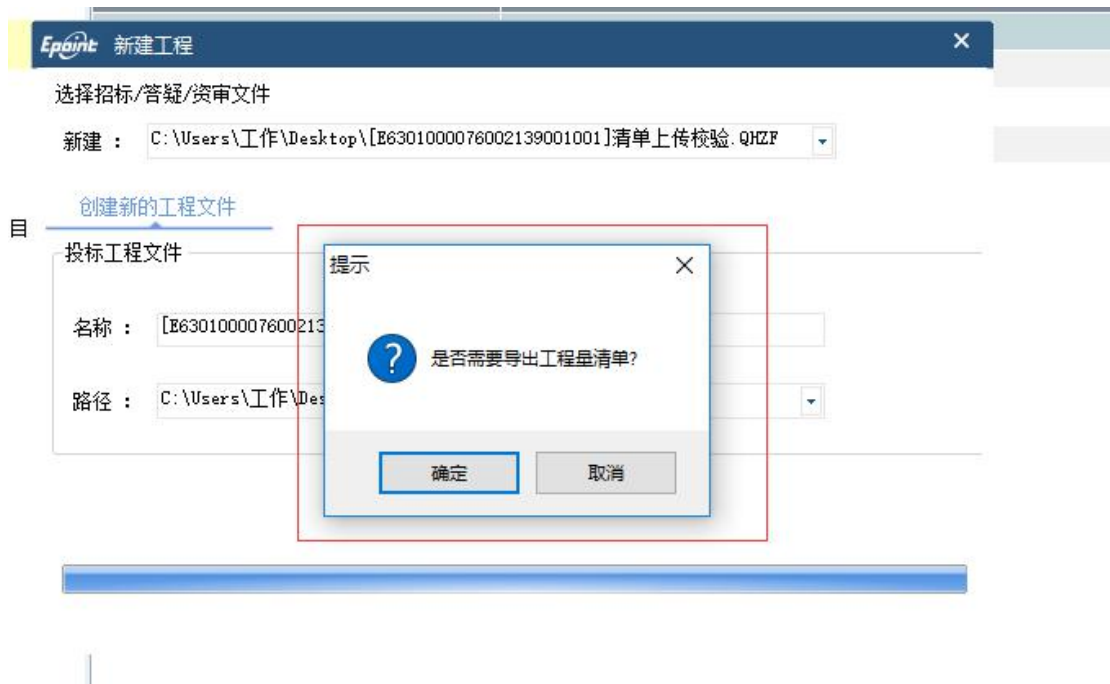 Epoint 新建工程
选择招标/答疑/资审文件
新建 : C:\Users\工作\Desktop\[E6301000076002139001001]清单上传校验.QHZF
创建新的工程文件
目
投标工程文件
提示
名称 : [E630100007600213
是否需要导出工程量清单?
路径 : C:\Users\工作\Des
确定 取消